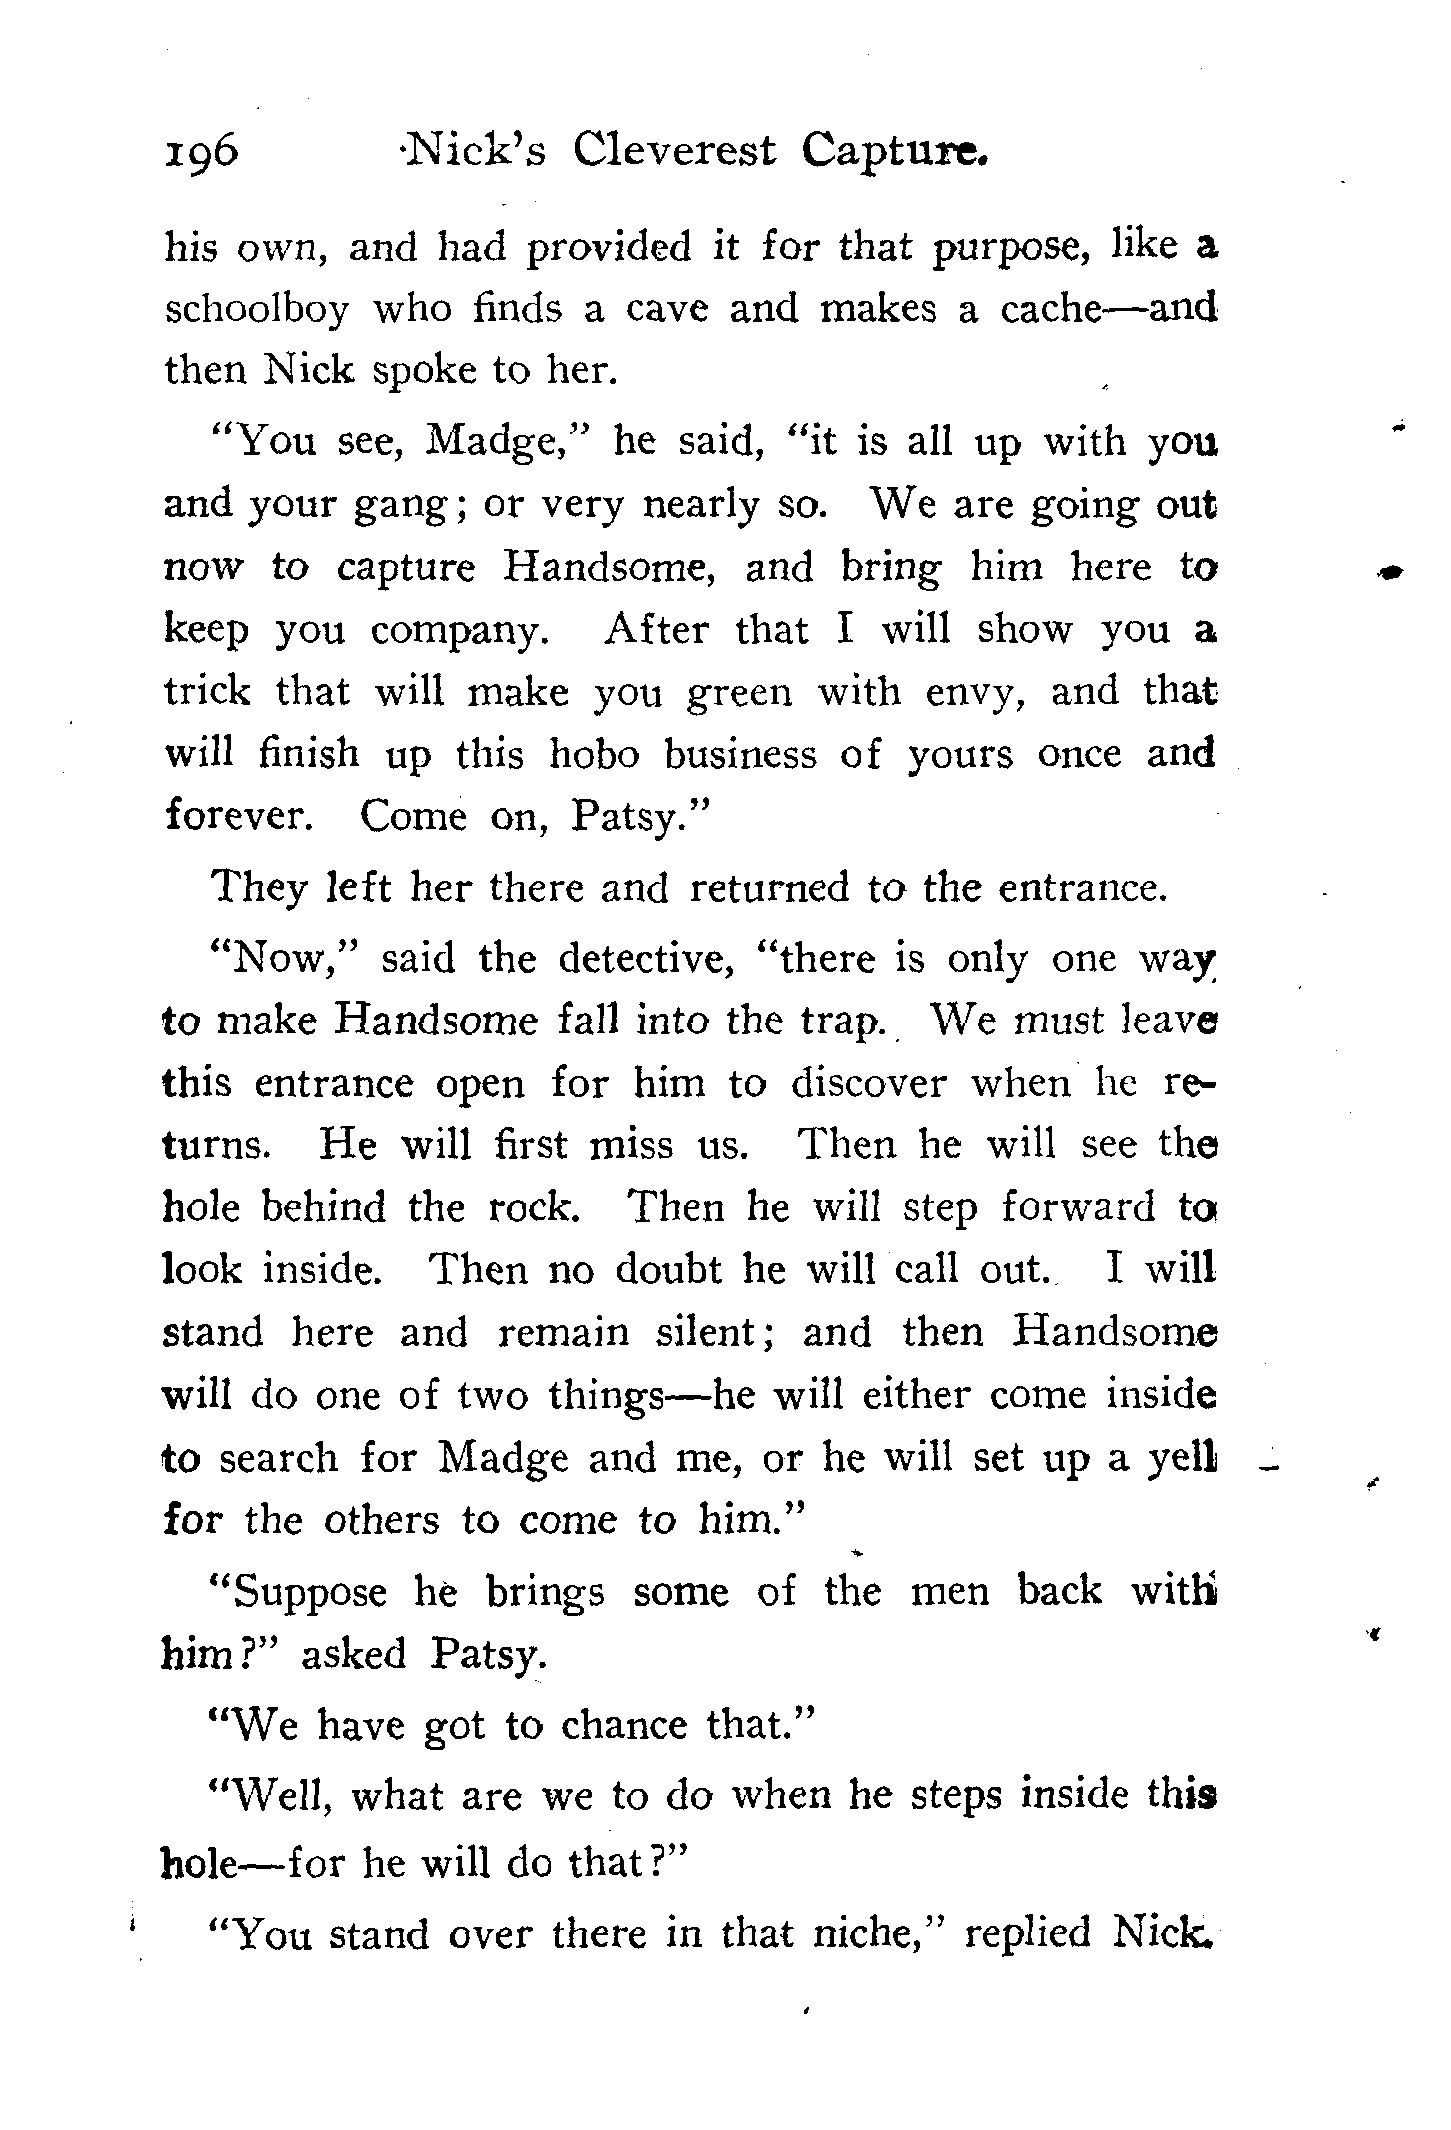 196 Nick's Cleverest Capture.
his own, and had provided it for that purpose, like a
schoolboy who finds a cave and makes a cache—and
then Nick spoke to her.
"You see, Madge," he said, "it is all up with you
and your gang; or very nearly so. We are going out
now to capture Handsome, and bring him here to
keep you company. After that I will show you a
trick that will make you green with envy, and that
will finish up this hobo business of yours once and
forever. Come on, Patsy."
They left her there and returned to the entrance.
"Now," said the detective, "there is only one way
to make Handsome fall into the trap. We must leave
this entrance open for him to discover when he re-
turns. He will first miss us. Then he will see the
hole behind the rock. Then he will step forward to
look inside. Then no doubt he will call out. I will
stand here and remain silent; and then Handsome
will do one of two things—he will either come inside
to search for Madge and me, or he will set up a yell
for the others to come to him."
"Suppose he brings some of the men back with
him?" asked Patsy.
"We have got to chance that."
"Well, what are we to do when he steps inside this
hole—for he will do that?"
"You stand over there in that niche," replied Nick.